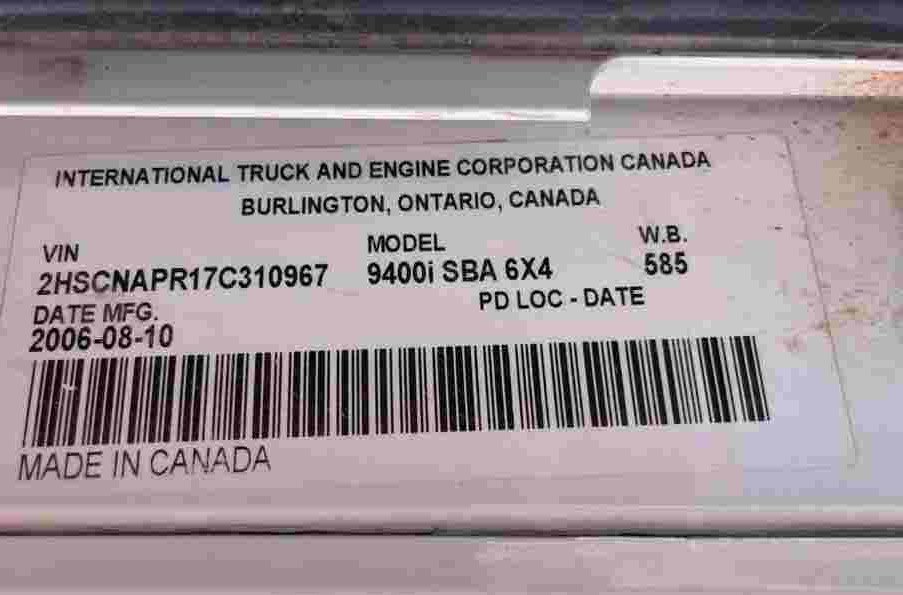 INTERNATIONAL TRUCK AND ENGINE CORPORATION CANADA
BURLINGTON, ONTARIO, CANADA
VIN MODEL W.B.
2HSCNAPR17C310967 9400i SBA 6X4 585
DATE MFG. PD LOC - DATE
2006-08-10
MADE IN CANADA